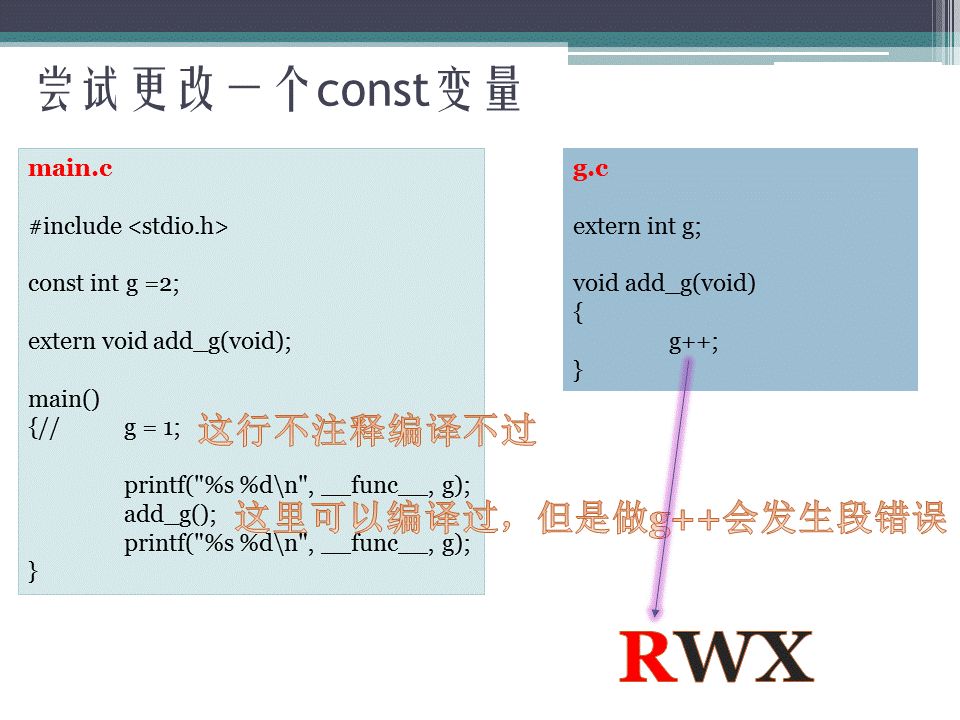 尝试更改一个const变量
main.c
#include <stdio.h>
const int g =2;
extern void add_g(void);
main()
{// g = 1;
这行不注释编译不过
printf("%s %d\n", __func__, g);
add_g();
这里可以编译过，但是做g++会发生段错误
printf("%s %d\n", __func__, g);
}
g.c
extern int g;
void add_g(void)
{
g++;
}
RWX